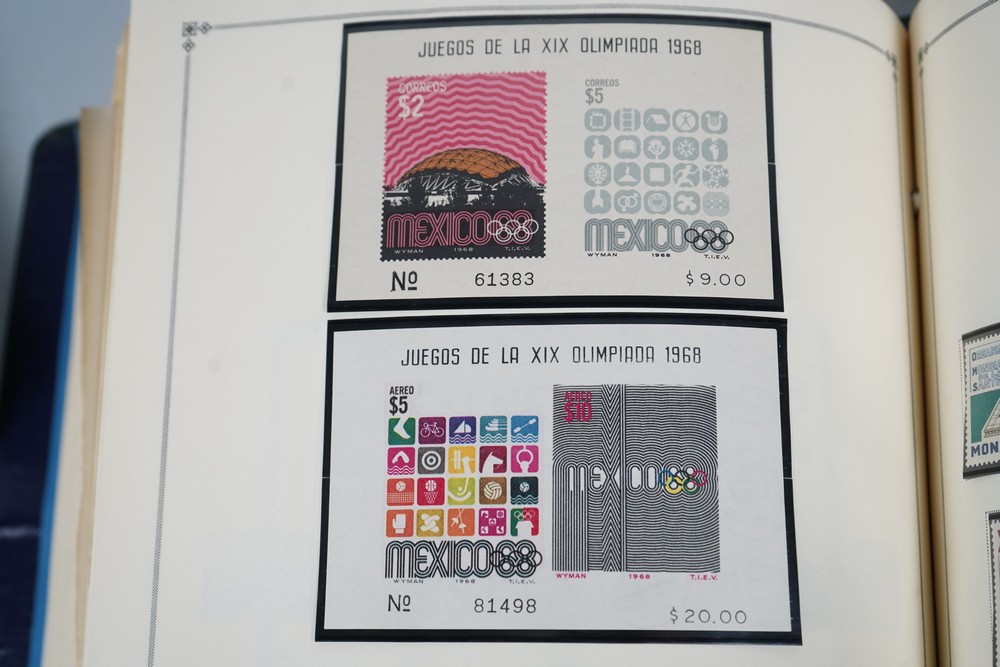 JUEGOS DE LA XIX OLIMPIADA 1968
CORREOS
$2
MEXICO68
WYMAN 1968 T.I.E.V.
CORREOS
$5
MEXICO68
WYMAN 1968 T.I.E.V.
Nº 61383 $9.00
JUEGOS DE LA XIX OLIMPIADA 1968
AEREO
$5
MEXICO68
WYMAN 1968 T.I.E.V.
AEREO
$10
MEXICO68
WYMAN 1968 T.I.E.V.
Nº 81498 $20.00
MON